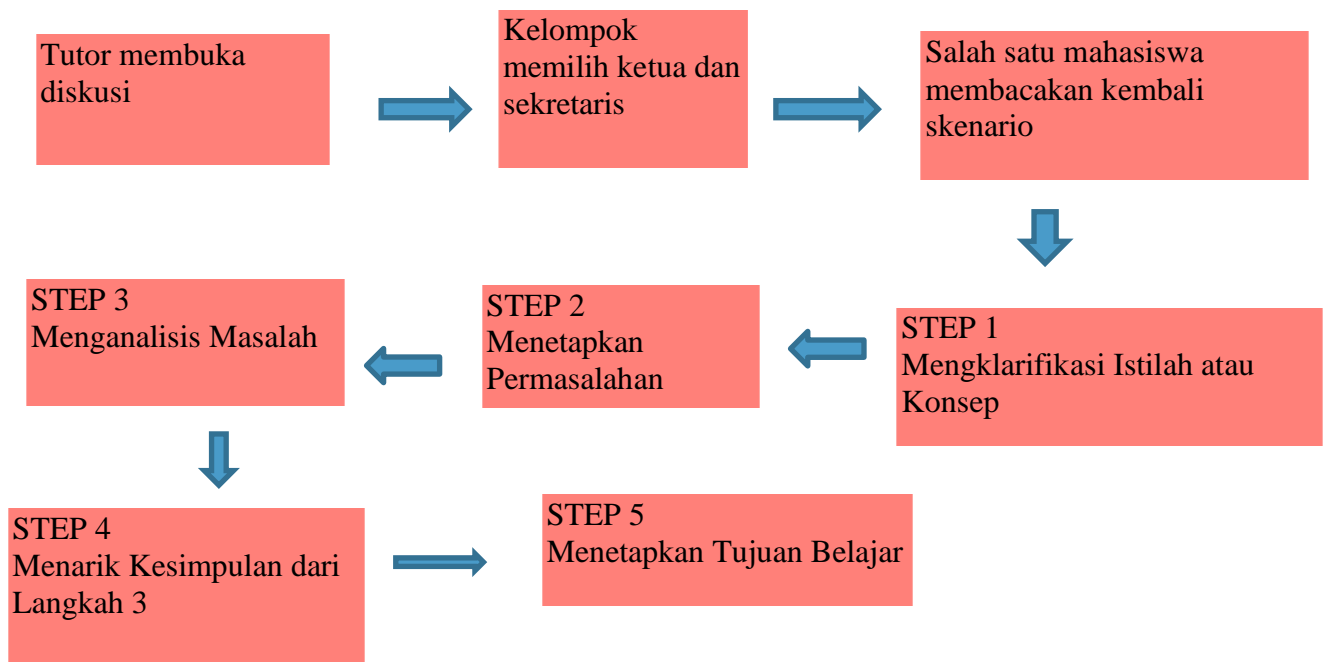 Tutor membuka
diskusi
Kelompok
memilih ketua dan
sekretaris
Salah satu mahasiswa
membacakan kembali
skenario
STEP 1
Mengklarifikasi Istilah atau
Konsep
STEP 2
Menetapkan
Permasalahan
STEP 3
Menganalisis Masalah
STEP 4
Menarik Kesimpulan dari
Langkah 3
STEP 5
Menetapkan Tujuan Belajar